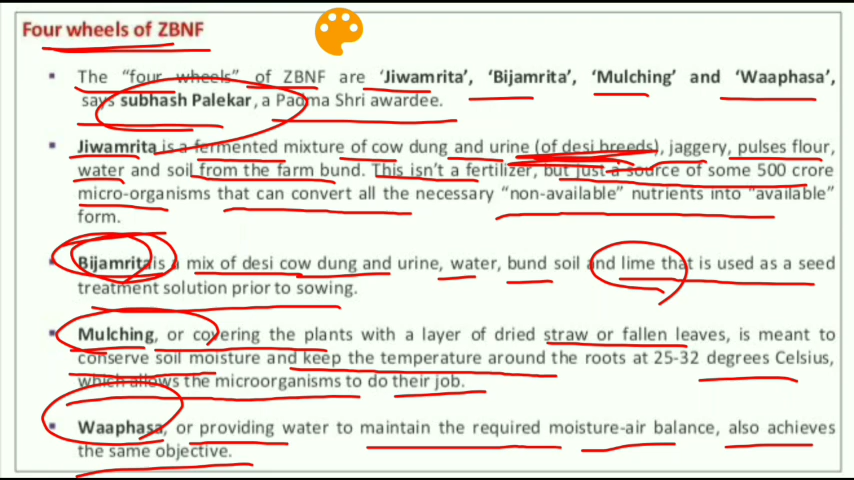 Four wheels of ZBNF
▪ The “four wheels” of ZBNF are ‘Jiwamrita’, ‘Bijamrita’, ‘Mulching’ and ‘Waaphasa’,
says subhash Palekar, a Padma Shri awardee.
▪ Jiwamrita is a fermented mixture of cow dung and urine (of desi breeds), jaggery, pulses flour,
water and soil from the farm bund. This isn’t a fertilizer, but just a source of some 500 crore
micro-organisms that can convert all the necessary “non-available” nutrients into “available”
form.
▪ Bijamrita is a mix of desi cow dung and urine, water, bund soil and lime that is used as a seed
treatment solution prior to sowing.
▪ Mulching, or covering the plants with a layer of dried straw or fallen leaves, is meant to
conserve soil moisture and keep the temperature around the roots at 25-32 degrees Celsius,
which allows the microorganisms to do their job.
▪ Waaphasa, or providing water to maintain the required moisture-air balance, also achieves
the same objective.